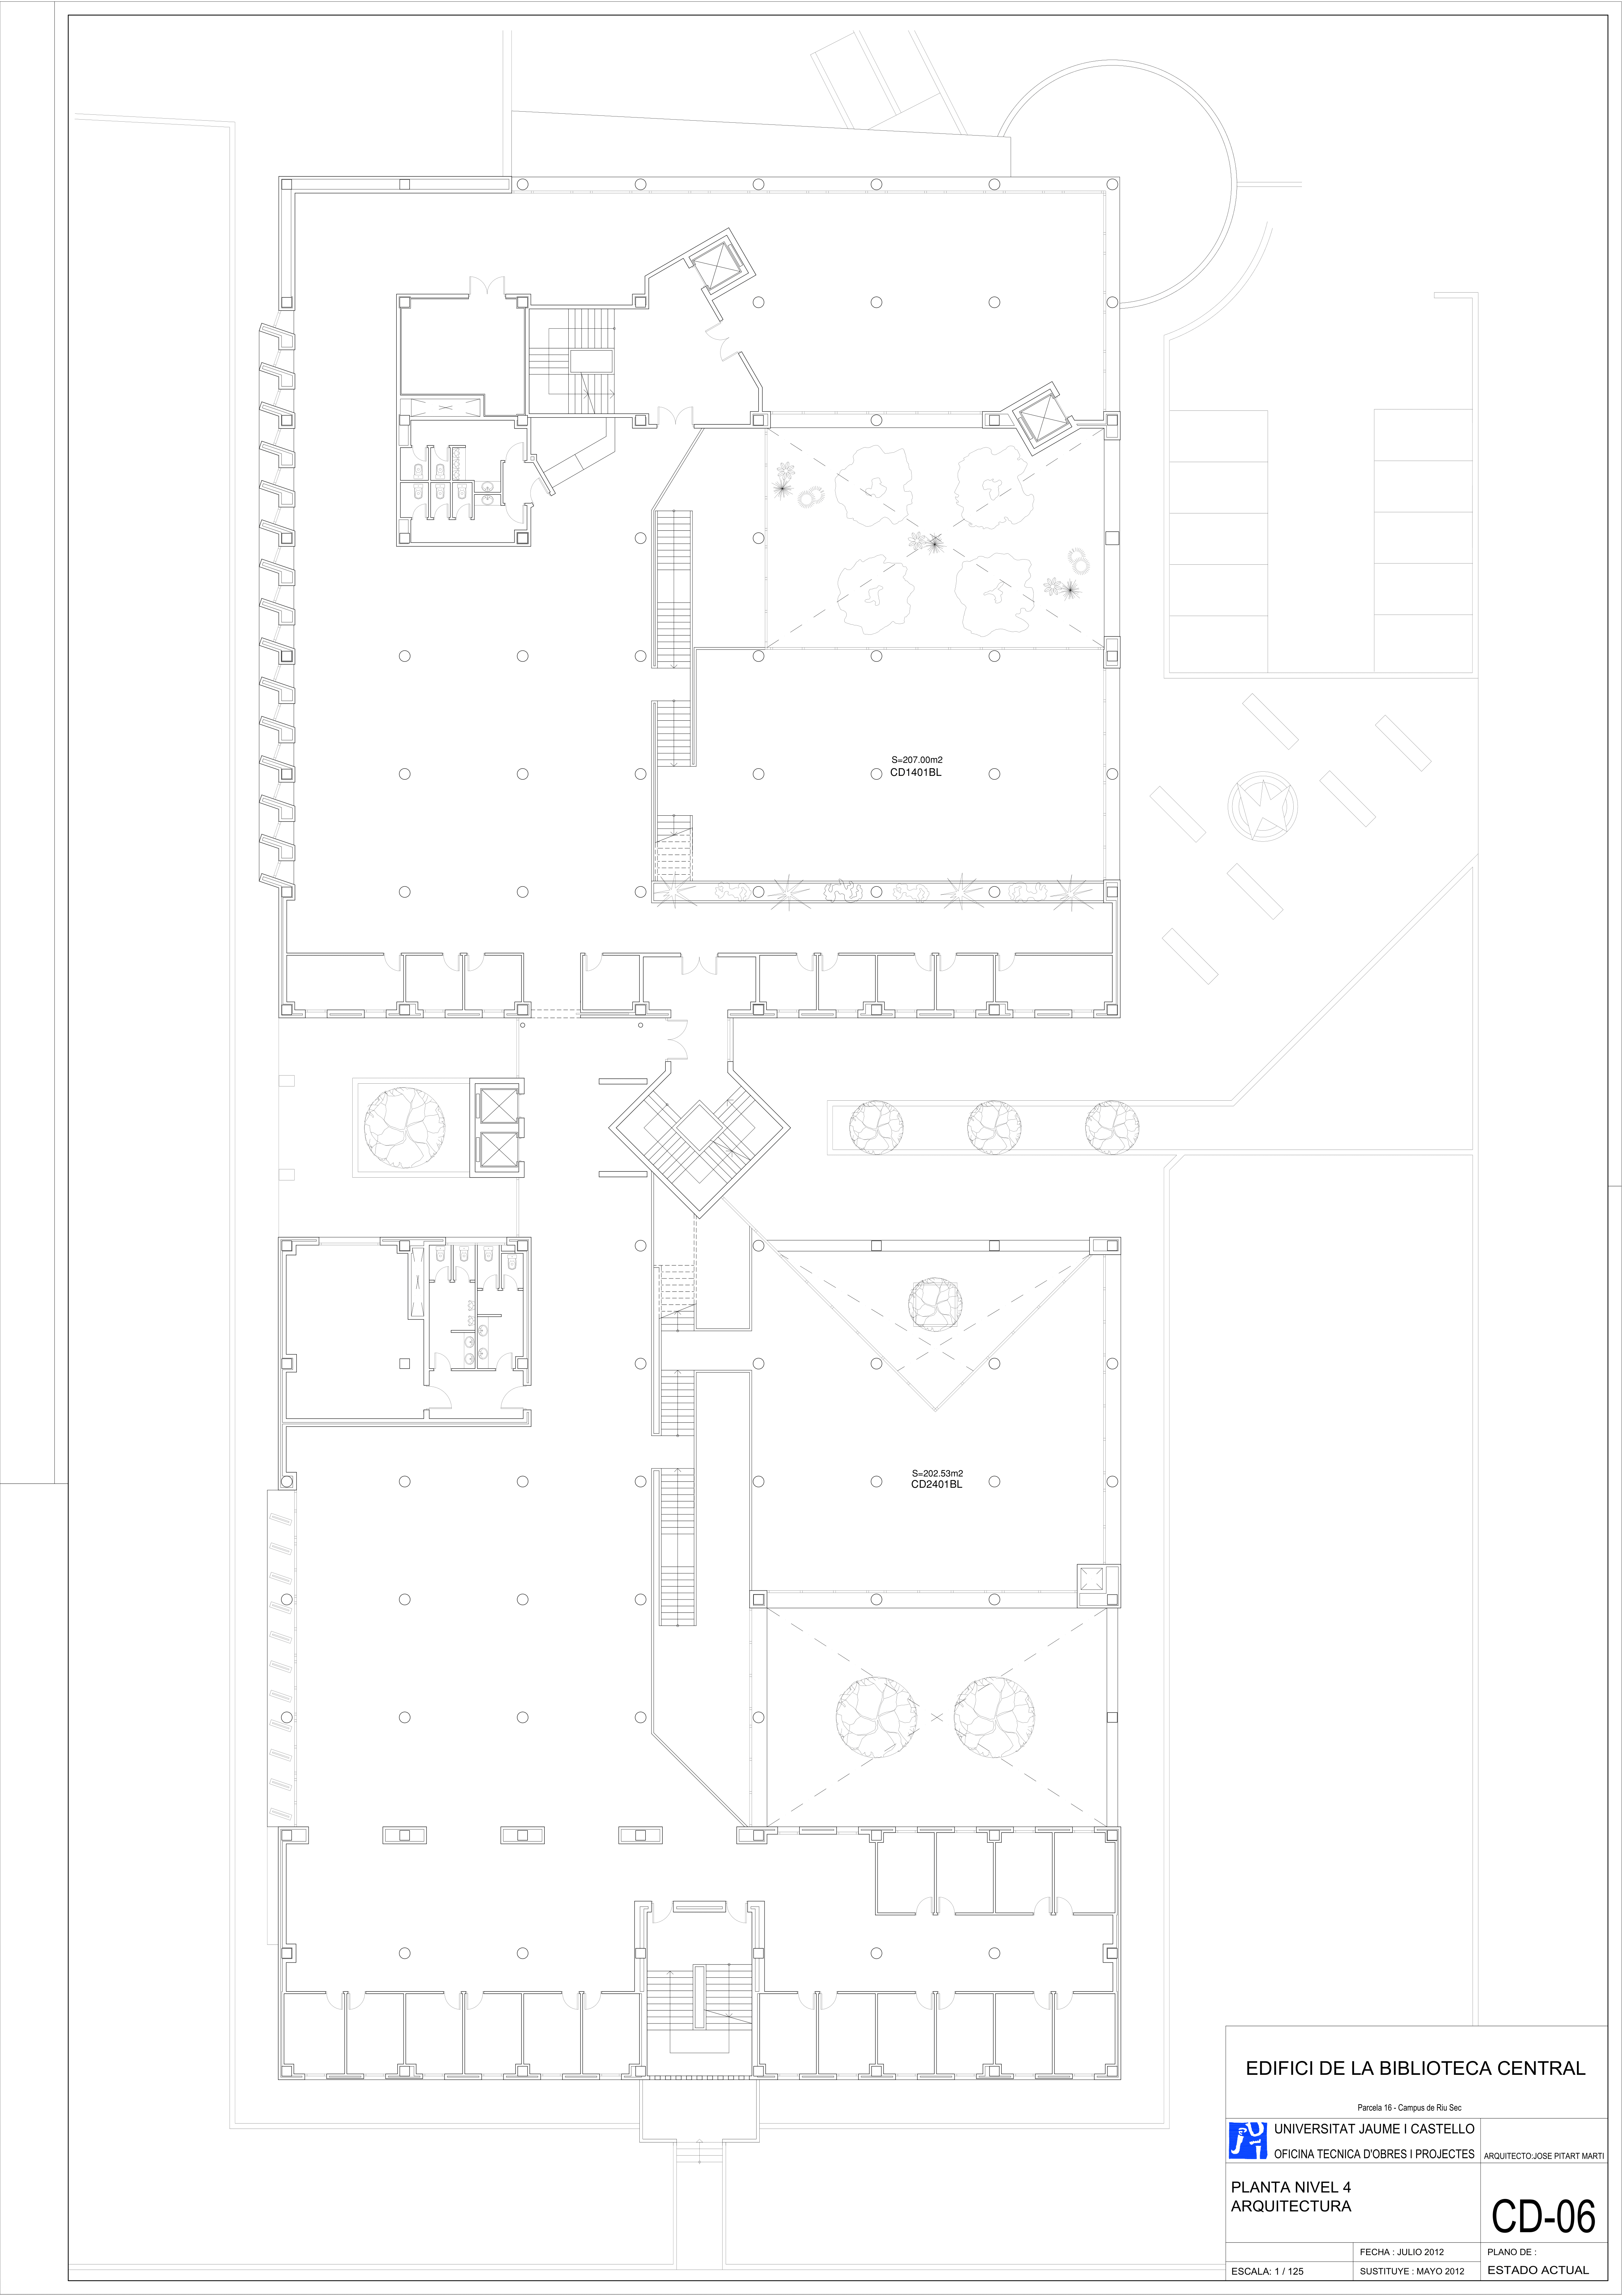 S=207.00m2
CD1401BL
S=202.53m2
CD2401BL
EDIFICI DE LA BIBLIOTECA CENTRAL
Parcela 16 - Campus de Riu Sec
UNIVERSITAT JAUME I CASTELLO
OFICINA TECNICA D'OBRES I PROJECTES
ARQUITECTO:JOSE PITART MARTI
PLANTA NIVEL 4
ARQUITECTURA
CD-06
FECHA : JULIO 2012
PLANO DE :
ESCALA: 1 / 125
SUSTITUYE : MAYO 2012
ESTADO ACTUAL